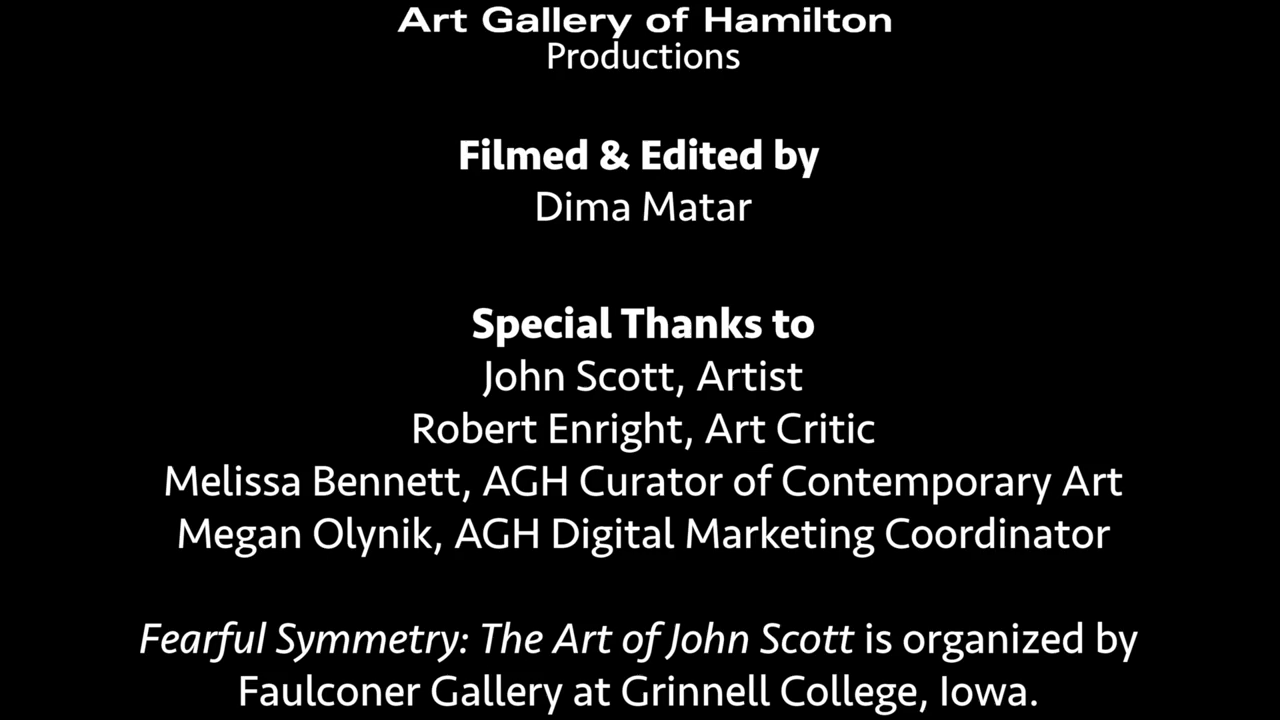 Art Gallery of Hamilton
Productions
Filmed & Edited by
Dima Matar
Special Thanks to
John Scott, Artist
Robert Enright, Art Critic
Melissa Bennett, AGH Curator of Contemporary Art
Megan Olynik, AGH Digital Marketing Coordinator
Fearful Symmetry: The Art of John Scott is organized by
Faulconer Gallery at Grinnell College, Iowa.